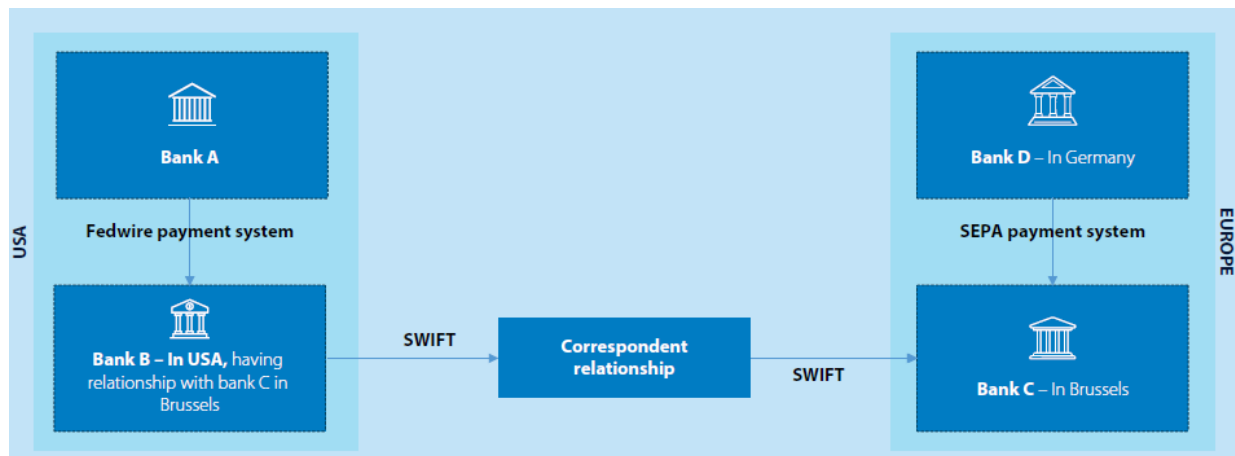 USA
Bank A
Fedwire payment system
Bank B – In USA, having
relationship with bank C in
Brussels
SWIFT
Correspondent
relationship
SWIFT
Bank D – In Germany
SEPA payment system
Bank C – In Brussels
EUROPE